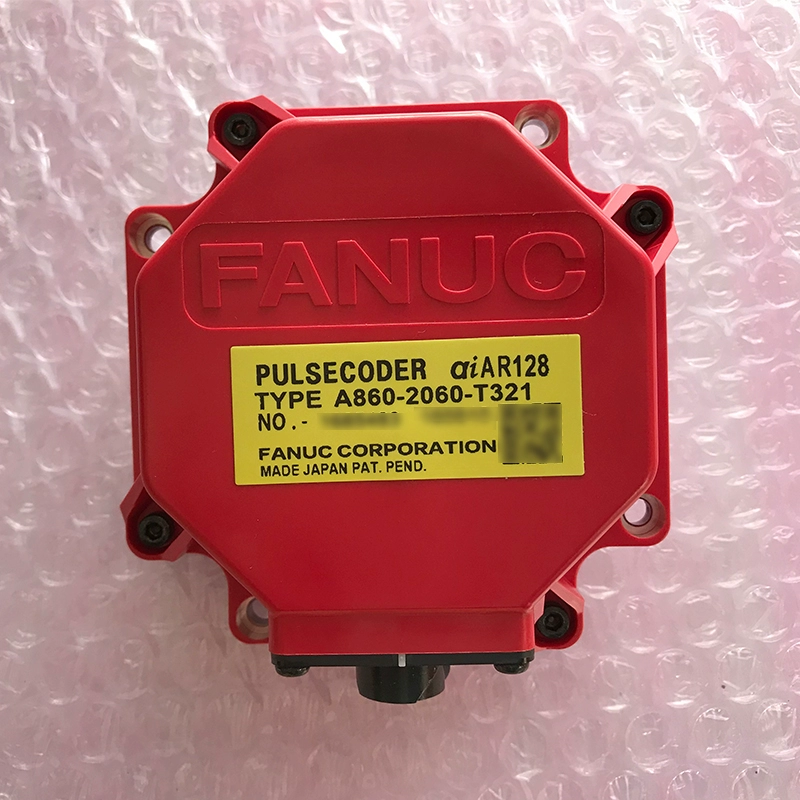 FANUC
PULSECODER αiAR128
TYPE A860-2060-T321
NO.-
FANUC CORPORATION
MADE JAPAN PAT. PEND.